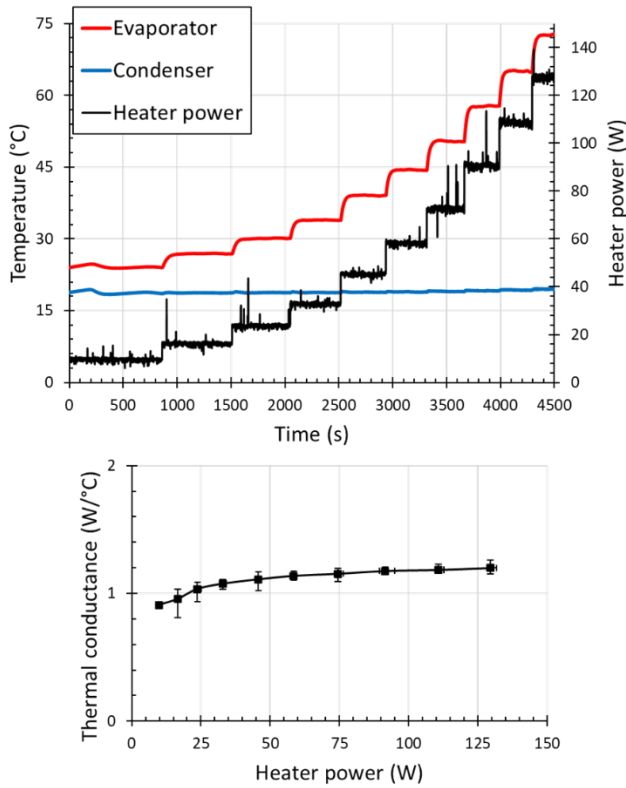 Evaporator
Condenser
Heater power
Temperature (°C)
75
60
45
30
15
0
Heater power (W)
140
120
100
80
60
40
20
0
0 500 1000 1500 2000 2500 3000 3500 4000 4500
Time (s)
Thermal conductance (W/°C)
2
1
0
0 25 50 75 100 125 150
Heater power (W)